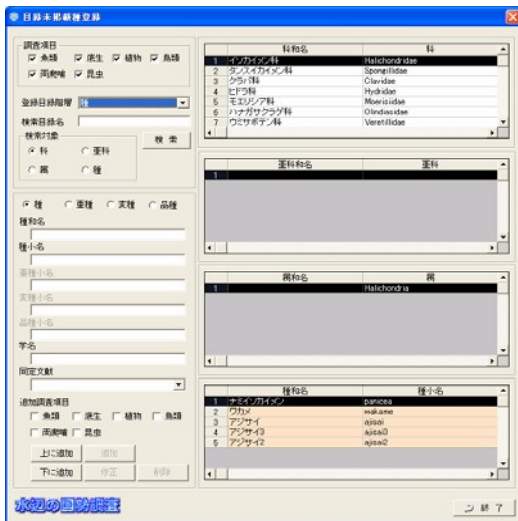 目録未掲載種登録
調査項目
魚類 底生 植物 鳥類
両爬哺 昆虫
登録目録階層 種
検索目録名
検索対象
検索
科 亜科
属 種
種 亜種 変種 品種
種和名
種小名
亜種小名
変種小名
品種小名
学名
同定文献
追加調査項目
魚類 底生 植物 鳥類
両爬哺 昆虫
上に追加 追加
下に追加 修正 削除
水辺の国勢調査
科和名 科
1 イソカイメン科 Halichondridae
2 タンスイカイメン科 Spongillidae
3 クラバ科 Clavidae
4 ヒドラ科 Hydridae
5 モエリシア科 Moerisiidae
6 ハナガサクラゲ科 Olindiasidae
7 ウミサボテン科 Veretillidae
亜科和名 亜科
1
属和名 属
1 Halichondria
種和名 種小名
1 ナミイソカイメン panicea
2 ワカメ wakame
3 アジサイ ajisai
4 アジサイ3 ajisai3
5 アジサイ2 ajisai2
終了